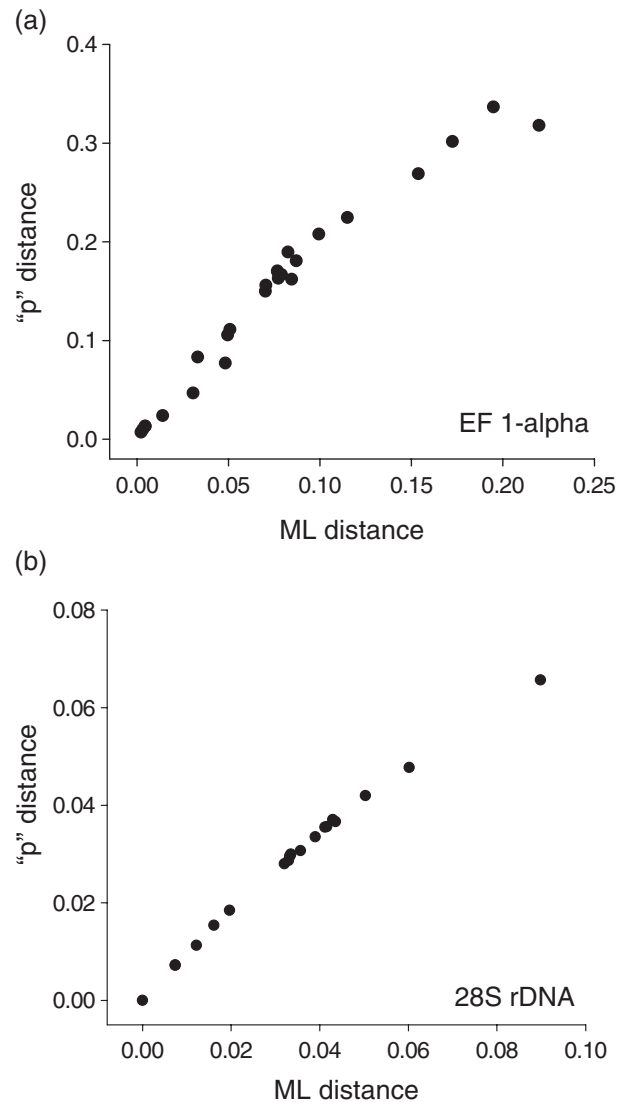 (a)
0.4
0.3
0.2
0.1
0.0
"p" distance
EF 1-alpha
0.00 0.05 0.10 0.15 0.20 0.25
ML distance
(b)
0.08
0.06
0.04
0.02
0.00
"p" distance
28S rDNA
0.00 0.02 0.04 0.06 0.08 0.10
ML distance